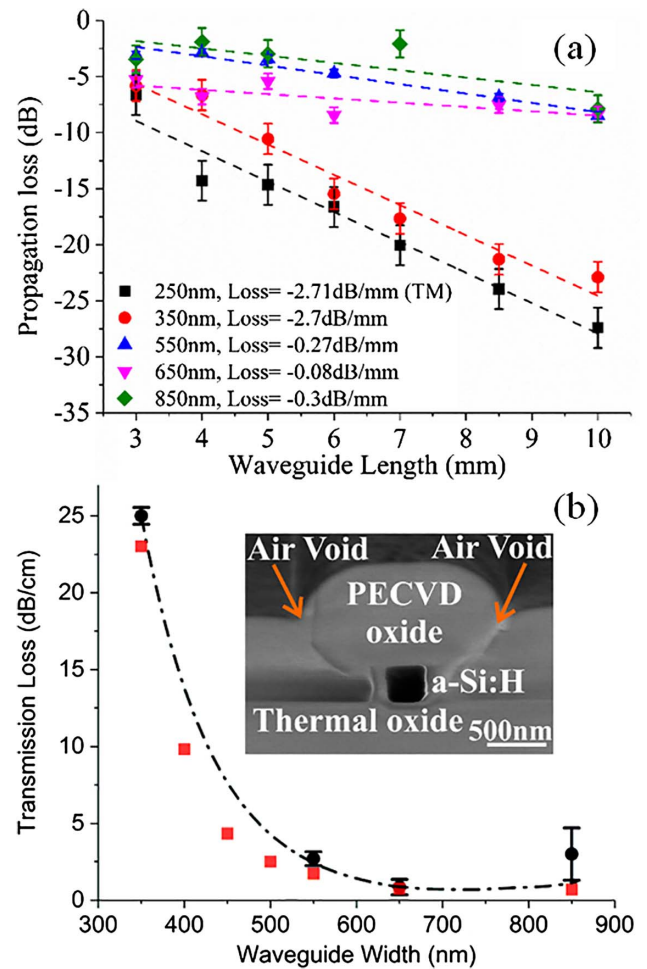 (a)
Propagation loss (dB)
0
-5
-10
-15
-20
-25
-30
-35
250nm, Loss= -2.71dB/mm (TM)
350nm, Loss= -2.7dB/mm
550nm, Loss= -0.27dB/mm
650nm, Loss= -0.08dB/mm
850nm, Loss= -0.3dB/mm
3 4 5 6 7 8 9 10
Waveguide Length (mm)
(b)
Transmission Loss (dB/cm)
25
20
15
10
5
0
Air Void Air Void
PECVD
oxide
a-Si:H
Thermal oxide
500nm
300 400 500 600 700 800 900
Waveguide Width (nm)